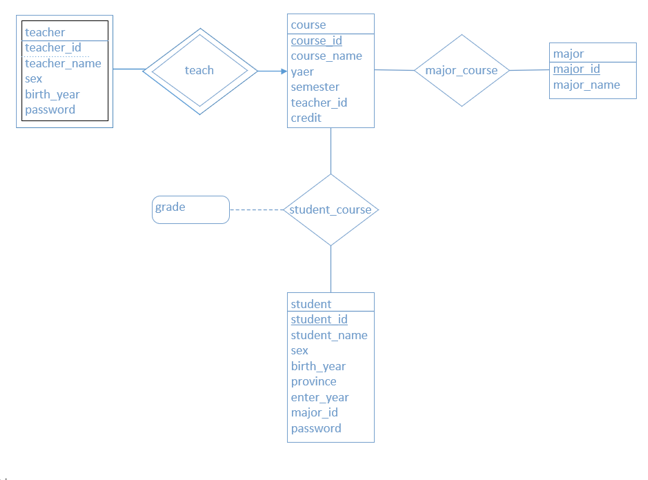 teacher
teacher_id
teacher_name
sex
birth_year
password
teach
course
course_id
course_name
yaer
semester
teacher_id
credit
major_course
major
major_id
major_name
grade
student_course
student
student_id
student_name
sex
birth_year
province
enter_year
major_id
password